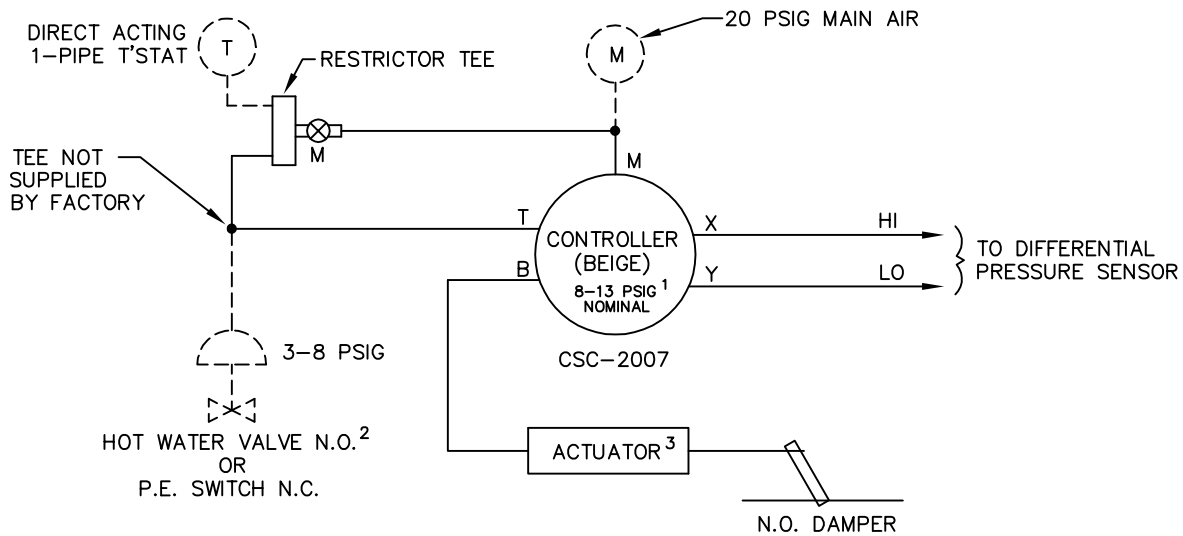 DIRECT ACTING
1-PIPE T'STAT
T
RESTRICTOR TEE
20 PSIG MAIN AIR
M
M
M
TEE NOT
SUPPLIED
BY FACTORY
T
B
CONTROLLER
(BEIGE)
8-13 PSIG¹
NOMINAL
CSC-2007
X
HI
Y
LO
TO DIFFERENTIAL
PRESSURE SENSOR
3-8 PSIG
HOT WATER VALVE N.O.²
OR
P.E. SWITCH N.C.
ACTUATOR³
N.O. DAMPER